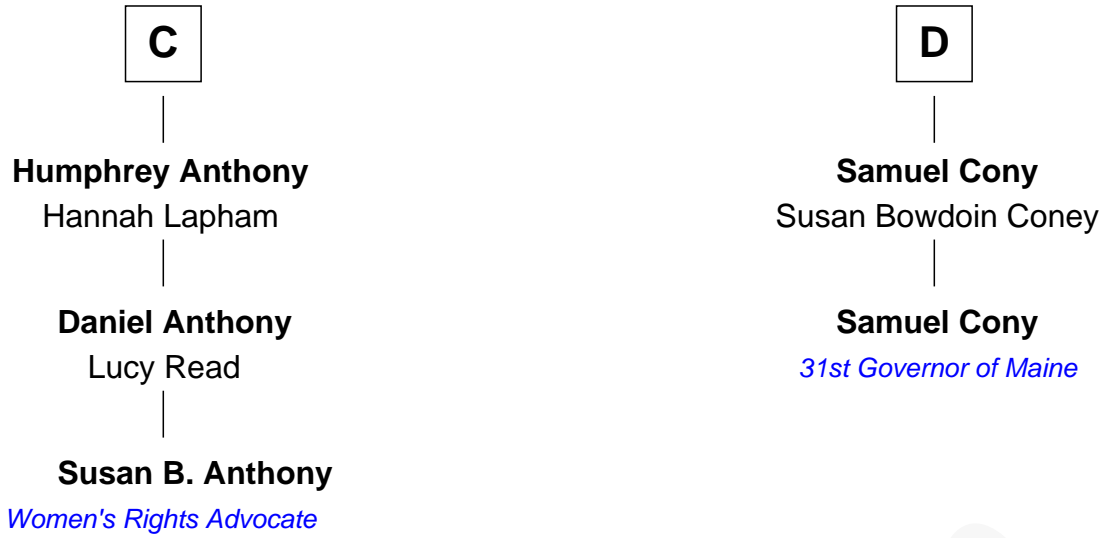 C
Humphrey Anthony
Hannah Lapham
Daniel Anthony
Lucy Read
Susan B. Anthony
Women's Rights Advocate
D
Samuel Cony
Susan Bowdoin Coney
Samuel Cony
31st Governor of Maine